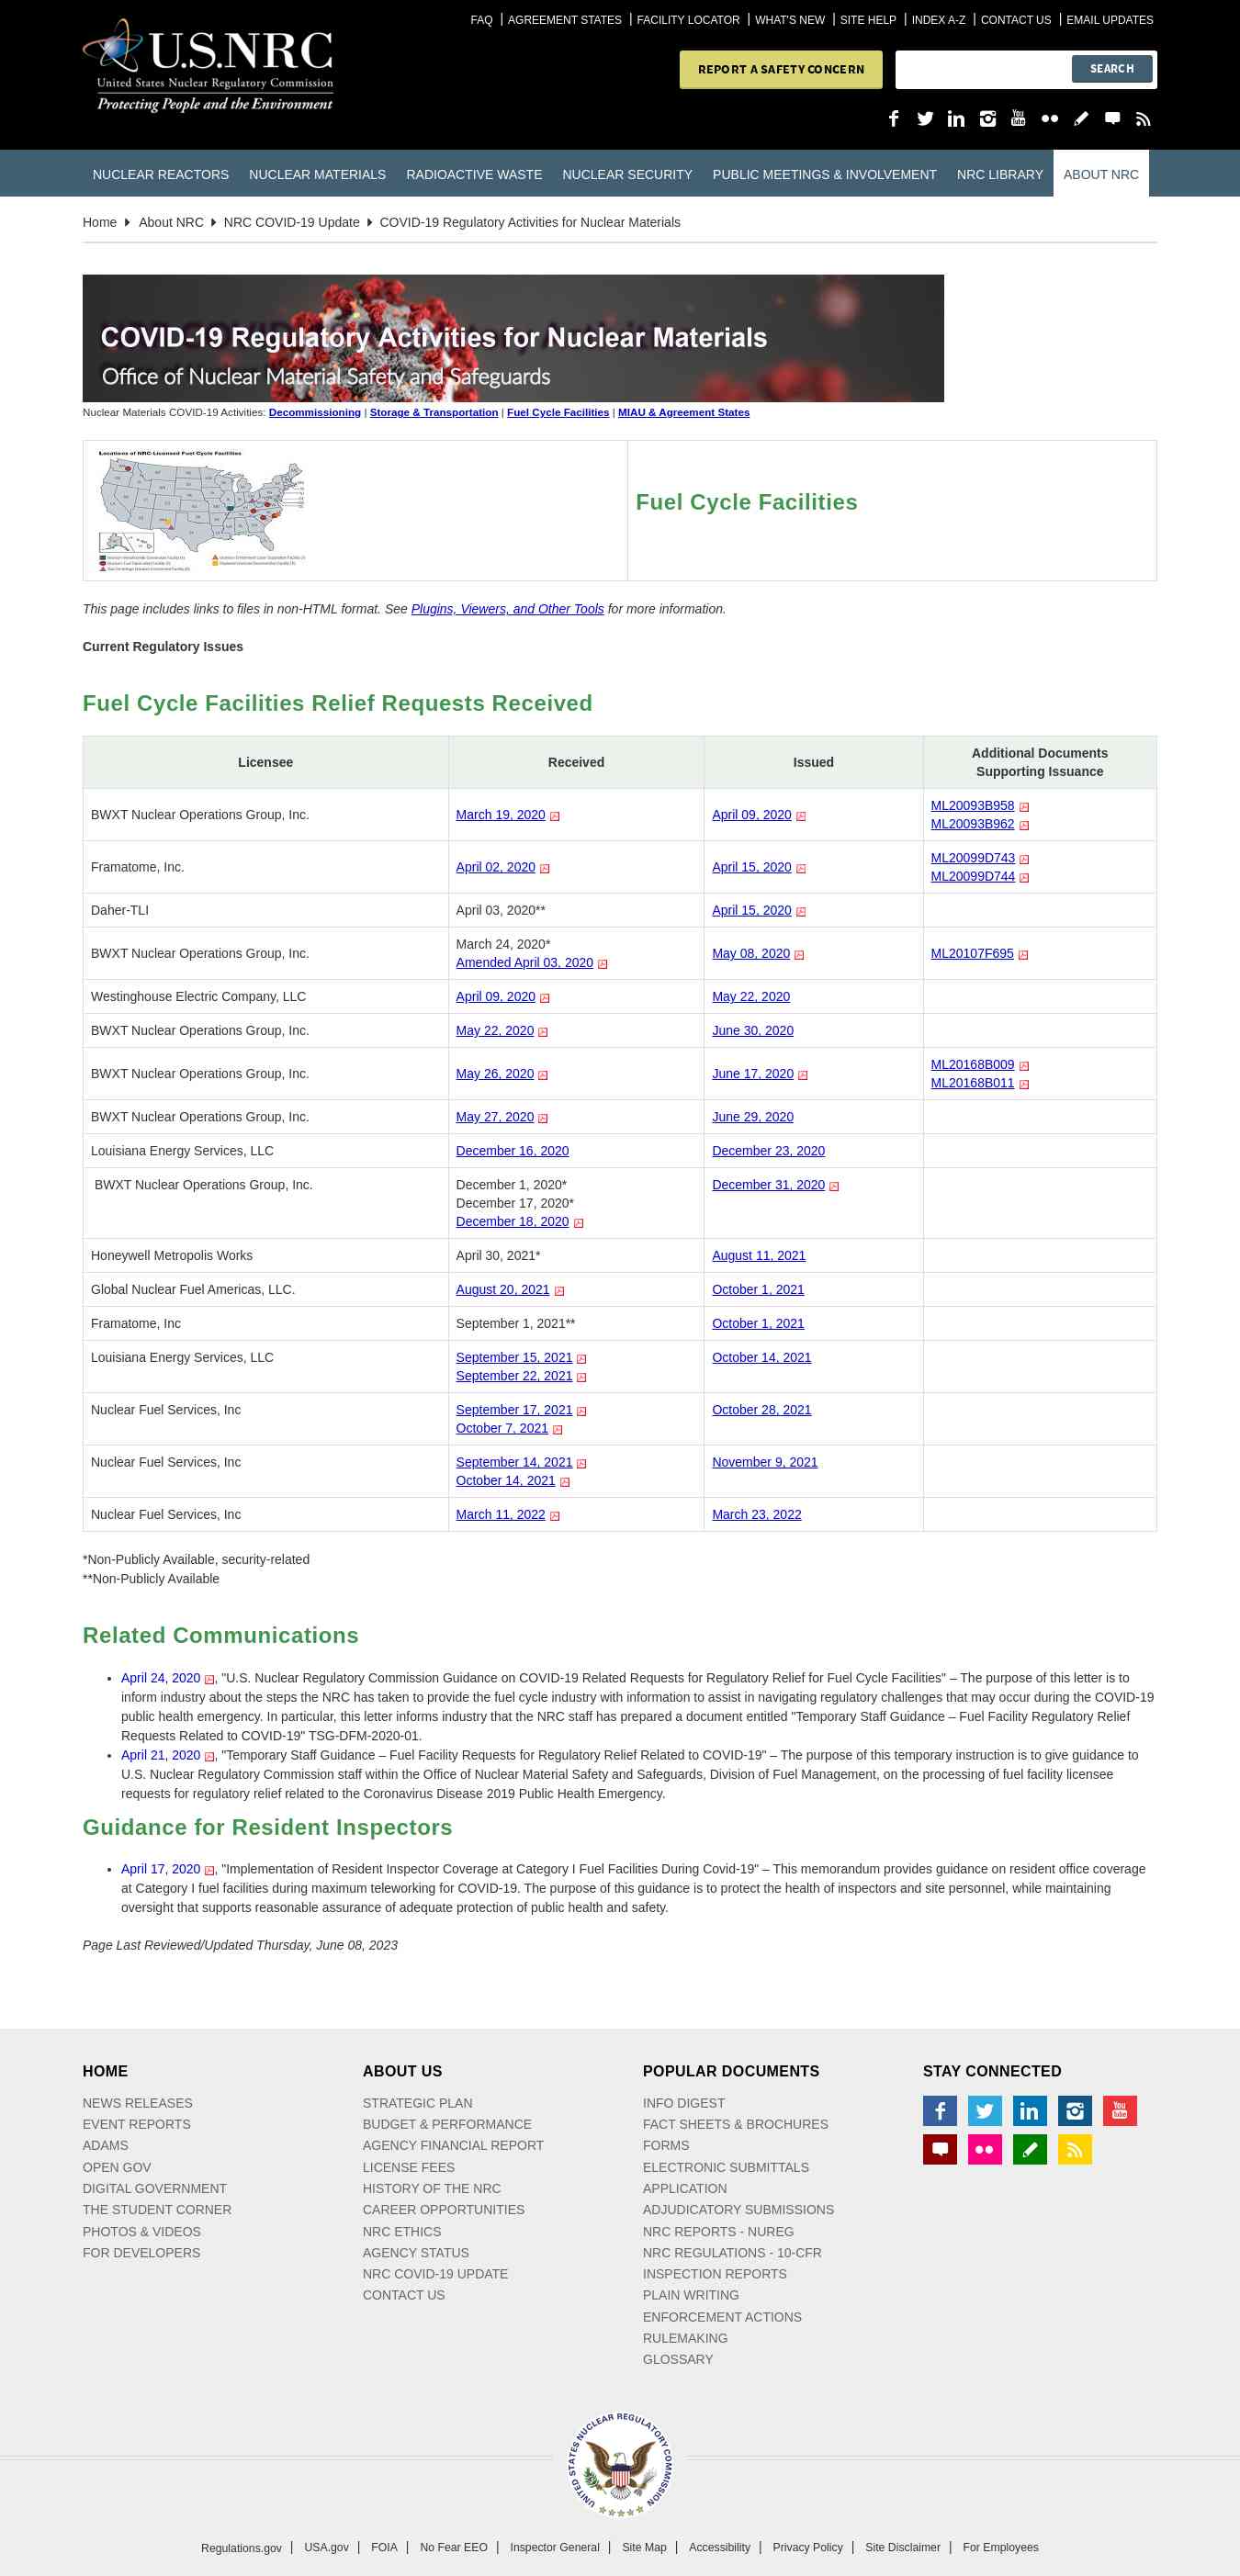 FAQ | AGREEMENT STATES | FACILITY LOCATOR | WHAT'S NEW | SITE HELP | INDEX A-Z | CONTACT US | EMAIL UPDATES
U.S.NRC
United States Nuclear Regulatory Commission
Protecting People and the Environment
REPORT A SAFETY CONCERN
SEARCH
NUCLEAR REACTORS NUCLEAR MATERIALS RADIOACTIVE WASTE NUCLEAR SECURITY PUBLIC MEETINGS & INVOLVEMENT NRC LIBRARY ABOUT NRC
Home About NRC NRC COVID-19 Update COVID-19 Regulatory Activities for Nuclear Materials
COVID-19 Regulatory Activities for Nuclear Materials
Office of Nuclear Material Safety and Safeguards
Nuclear Materials COVID-19 Activities: Decommissioning | Storage & Transportation | Fuel Cycle Facilities | MIAU & Agreement States
Locations of NRC-Licensed Fuel Cycle Facilities
Fuel Cycle Facilities
This page includes links to files in non-HTML format. See Plugins, Viewers, and Other Tools for more information.
Current Regulatory Issues
Fuel Cycle Facilities Relief Requests Received
Licensee Received Issued Additional Documents
Supporting Issuance
BWXT Nuclear Operations Group, Inc. March 19, 2020 April 09, 2020 ML20093B958
ML20093B962
Framatome, Inc. April 02, 2020 April 15, 2020 ML20099D743
ML20099D744
Daher-TLI April 03, 2020** April 15, 2020
BWXT Nuclear Operations Group, Inc. March 24, 2020*
Amended April 03, 2020 May 08, 2020 ML20107F695
Westinghouse Electric Company, LLC April 09, 2020 May 22, 2020
BWXT Nuclear Operations Group, Inc. May 22, 2020 June 30, 2020
BWXT Nuclear Operations Group, Inc. May 26, 2020 June 17, 2020 ML20168B009
ML20168B011
BWXT Nuclear Operations Group, Inc. May 27, 2020 June 29, 2020
Louisiana Energy Services, LLC December 16, 2020 December 23, 2020
BWXT Nuclear Operations Group, Inc. December 1, 2020* December 31, 2020
December 17, 2020*
December 18, 2020
Honeywell Metropolis Works April 30, 2021* August 11, 2021
Global Nuclear Fuel Americas, LLC. August 20, 2021 October 1, 2021
Framatome, Inc September 1, 2021** October 1, 2021
Louisiana Energy Services, LLC September 15, 2021 October 14, 2021
September 22, 2021
Nuclear Fuel Services, Inc September 17, 2021 October 28, 2021
October 7, 2021
Nuclear Fuel Services, Inc September 14, 2021 November 9, 2021
October 14, 2021
Nuclear Fuel Services, Inc March 11, 2022 March 23, 2022
*Non-Publicly Available, security-related
**Non-Publicly Available
Related Communications
• April 24, 2020 , "U.S. Nuclear Regulatory Commission Guidance on COVID-19 Related Requests for Regulatory Relief for Fuel Cycle Facilities" – The purpose of this letter is to
inform industry about the steps the NRC has taken to provide the fuel cycle industry with information to assist in navigating regulatory challenges that may occur during the COVID-19
public health emergency. In particular, this letter informs industry that the NRC staff has prepared a document entitled "Temporary Staff Guidance – Fuel Facility Regulatory Relief
Requests Related to COVID-19" TSG-DFM-2020-01.
• April 21, 2020 , "Temporary Staff Guidance – Fuel Facility Requests for Regulatory Relief Related to COVID-19" – The purpose of this temporary instruction is to give guidance to
U.S. Nuclear Regulatory Commission staff within the Office of Nuclear Material Safety and Safeguards, Division of Fuel Management, on the processing of fuel facility licensee
requests for regulatory relief related to the Coronavirus Disease 2019 Public Health Emergency.
Guidance for Resident Inspectors
• April 17, 2020 , "Implementation of Resident Inspector Coverage at Category I Fuel Facilities During Covid-19" – This memorandum provides guidance on resident office coverage
at Category I fuel facilities during maximum teleworking for COVID-19. The purpose of this guidance is to protect the health of inspectors and site personnel, while maintaining
oversight that supports reasonable assurance of adequate protection of public health and safety.
Page Last Reviewed/Updated Thursday, June 08, 2023
HOME
NEWS RELEASES
EVENT REPORTS
ADAMS
OPEN GOV
DIGITAL GOVERNMENT
THE STUDENT CORNER
PHOTOS & VIDEOS
FOR DEVELOPERS
ABOUT US
STRATEGIC PLAN
BUDGET & PERFORMANCE
AGENCY FINANCIAL REPORT
LICENSE FEES
HISTORY OF THE NRC
CAREER OPPORTUNITIES
NRC ETHICS
AGENCY STATUS
NRC COVID-19 UPDATE
CONTACT US
POPULAR DOCUMENTS
INFO DIGEST
FACT SHEETS & BROCHURES
FORMS
ELECTRONIC SUBMITTALS
APPLICATION
ADJUDICATORY SUBMISSIONS
NRC REPORTS - NUREG
NRC REGULATIONS - 10-CFR
INSPECTION REPORTS
PLAIN WRITING
ENFORCEMENT ACTIONS
RULEMAKING
GLOSSARY
STAY CONNECTED
UNITED STATES NUCLEAR REGULATORY COMMISSION
Regulations.gov | USA.gov | FOIA | No Fear EEO | Inspector General | Site Map | Accessibility | Privacy Policy | Site Disclaimer | For Employees